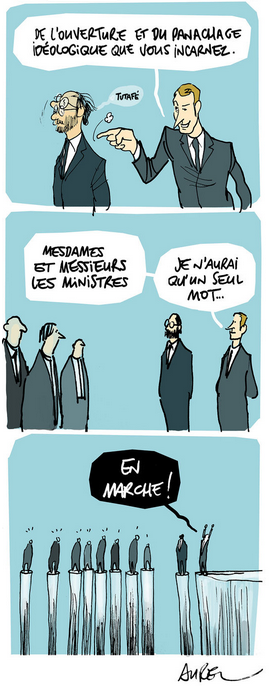 DE L'OUVERTURE ET DU PANACHAGE
IDÉOLOGIQUE QUE VOUS INCARNEZ.
TUTAFÉ
MESDAMES
ET MESSIEURS
LES MINISTRES
JE N'AURAI
QU'UN SEUL
MOT...
EN
MARCHE !
AUREL